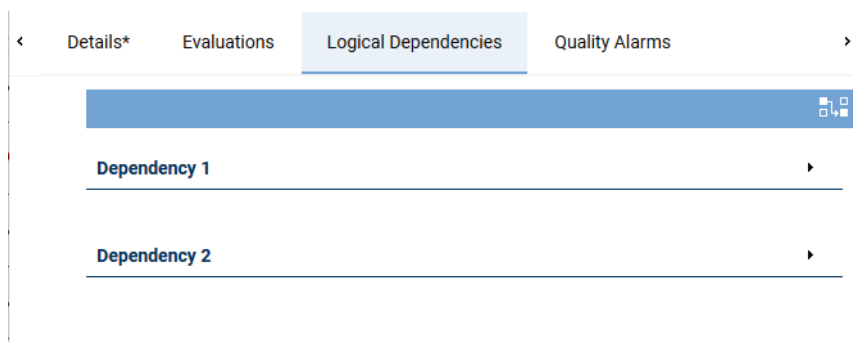 Details* Evaluations Logical Dependencies Quality Alarms
Dependency 1
Dependency 2